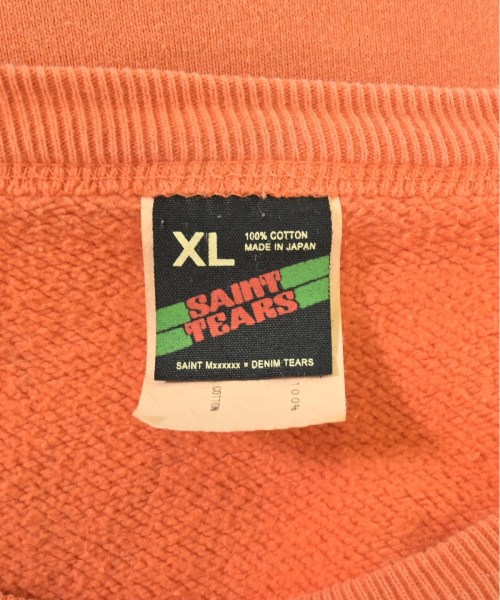 XL
100% COTTON
MADE IN JAPAN
SAINT
TEARS
SAINT Mxxxxxx × DENIM TEARS
100%
COTTON